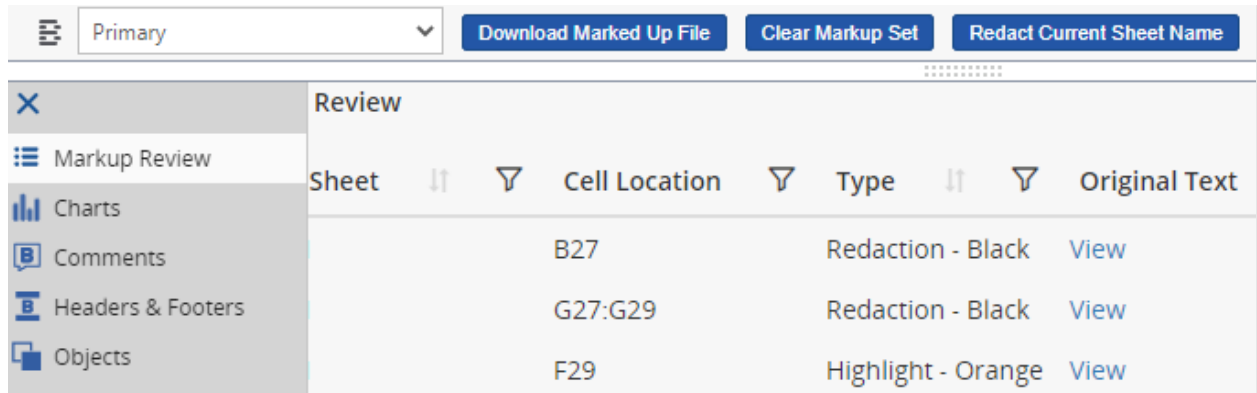 Primary Download Marked Up File Clear Markup Set Redact Current Sheet Name
Review
Markup Review
Charts
Comments
Headers & Footers
Objects
Sheet Cell Location Type Original Text
B27 Redaction - Black View
G27:G29 Redaction - Black View
F29 Highlight - Orange View